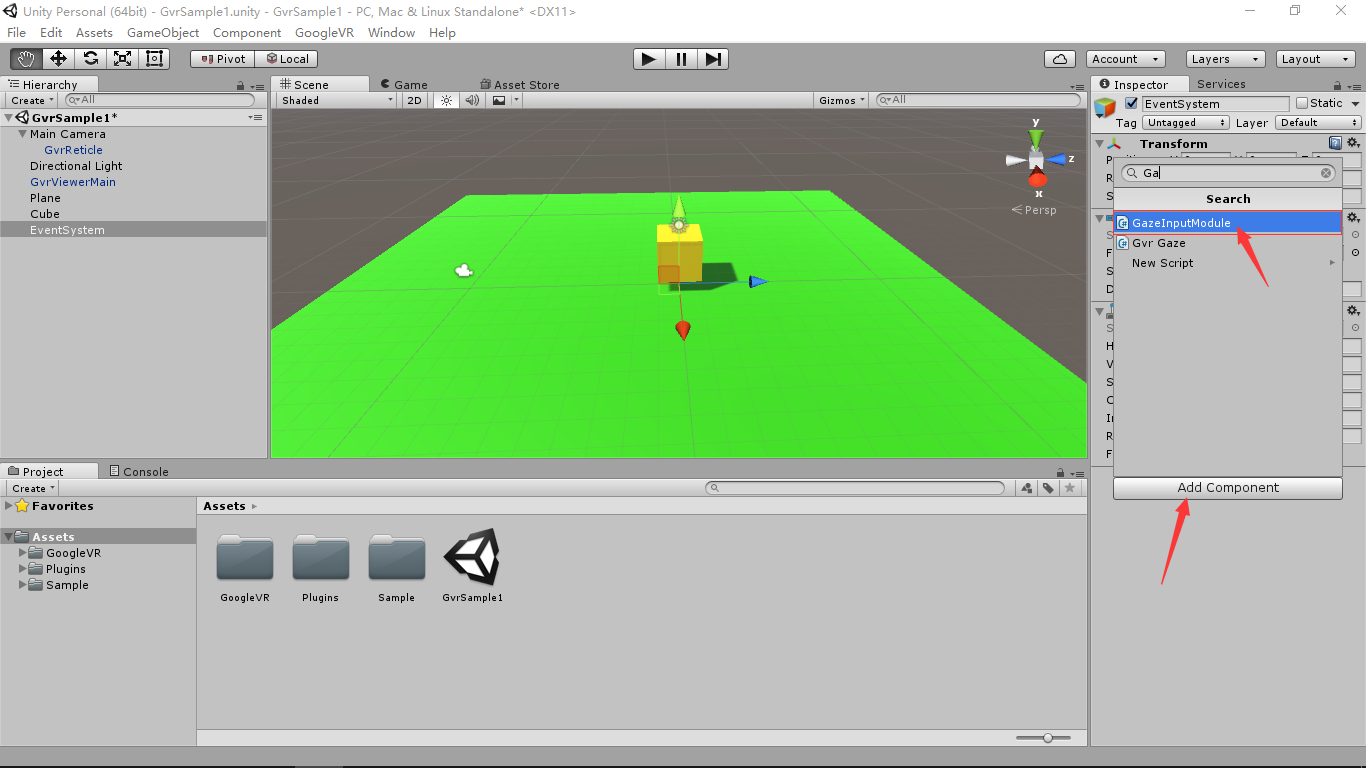 Unity Personal (64bit) - GvrSample1.unity - GvrSample1 - PC, Mac & Linux Standalone* <DX11>
File Edit Assets GameObject Component GoogleVR Window Help
Pivot Local Account Layers Layout
Hierarchy
Create All
GvrSample1*
Main Camera
GvrReticle
Directional Light
GvrViewerMain
Plane
Cube
EventSystem
Scene Game Asset Store
Shaded 2D Gizmos All
y
z
x
Persp
Inspector Services
EventSystem Static
Tag Untagged Layer Default
Transform
Ga
Search
GazeInputModule
Gvr Gaze
New Script
Add Component
Project Console
Create
Favorites
Assets
GoogleVR
Plugins
Sample
Assets
GoogleVR Plugins Sample GvrSample1